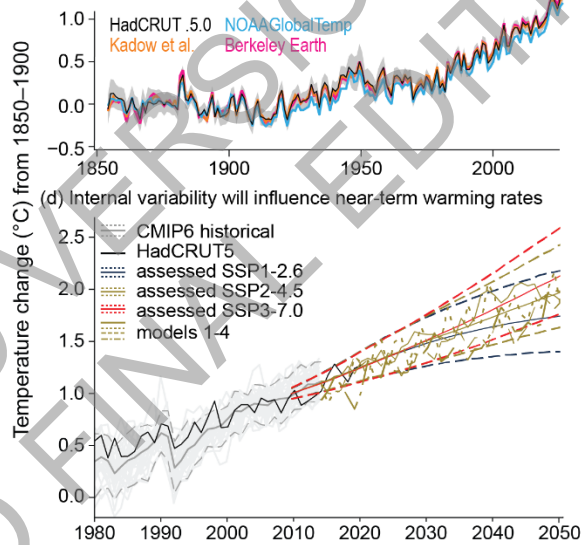 Temperature change (°C) from 1850–1900
1.0
0.5
0.0
−0.5
HadCRUT .5.0 NOAAGlobalTemp
Kadow et al. Berkeley Earth
1850 1900 1950 2000
(d) Internal variability will influence near-term warming rates
2.5
2.0
1.5
1.0
0.5
0.0
CMIP6 historical
HadCRUT5
assessed SSP1-2.6
assessed SSP2-4.5
assessed SSP3-7.0
models 1-4
1980 1990 2000 2010 2020 2030 2040 2050
VERSION
FINAL EDIT